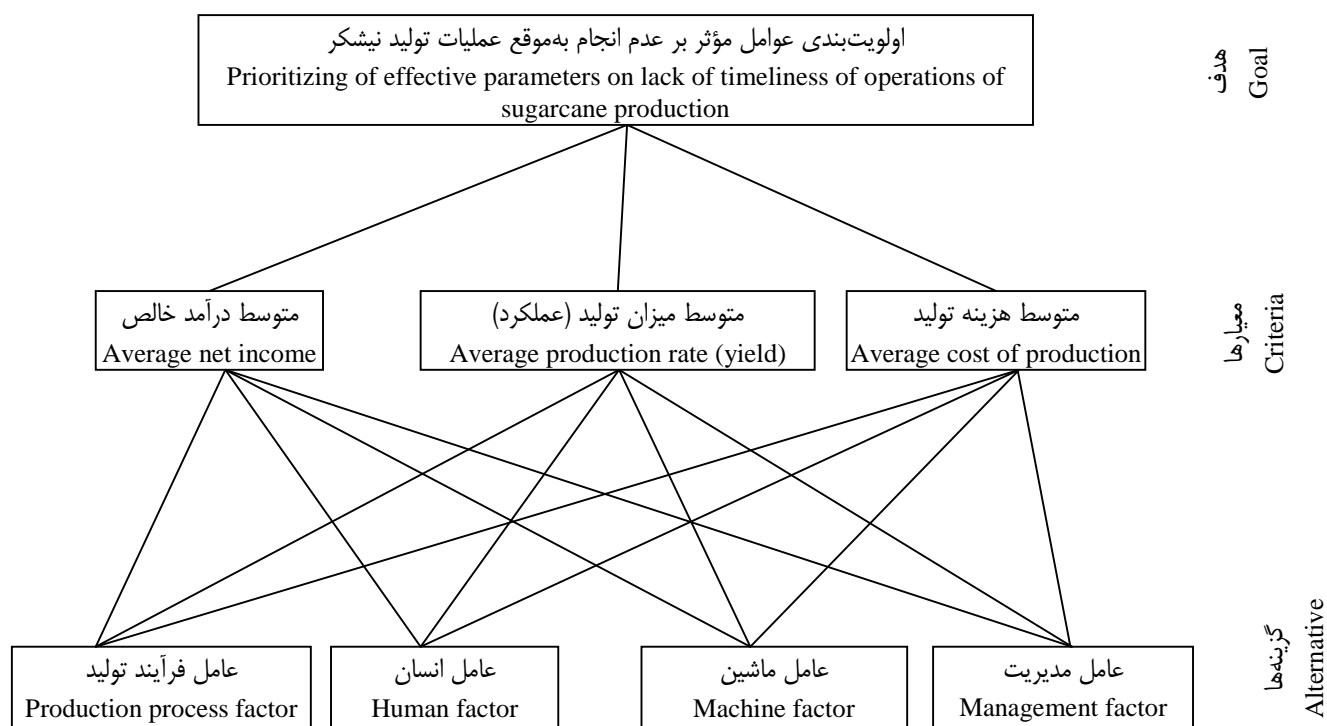 اولویت‌بندی عوامل مؤثر بر عدم انجام به‌موقع عملیات تولید نیشکر
Prioritizing of effective parameters on lack of timeliness of operations of
sugarcane production
هدف
Goal
متوسط درآمد خالص
Average net income
متوسط میزان تولید (عملکرد)
Average production rate (yield)
متوسط هزینه تولید
Average cost of production
معیارها
Criteria
عامل فرآیند تولید
Production process factor
عامل انسان
Human factor
عامل ماشین
Machine factor
عامل مدیریت
Management factor
گزینه‌ها
Alternative